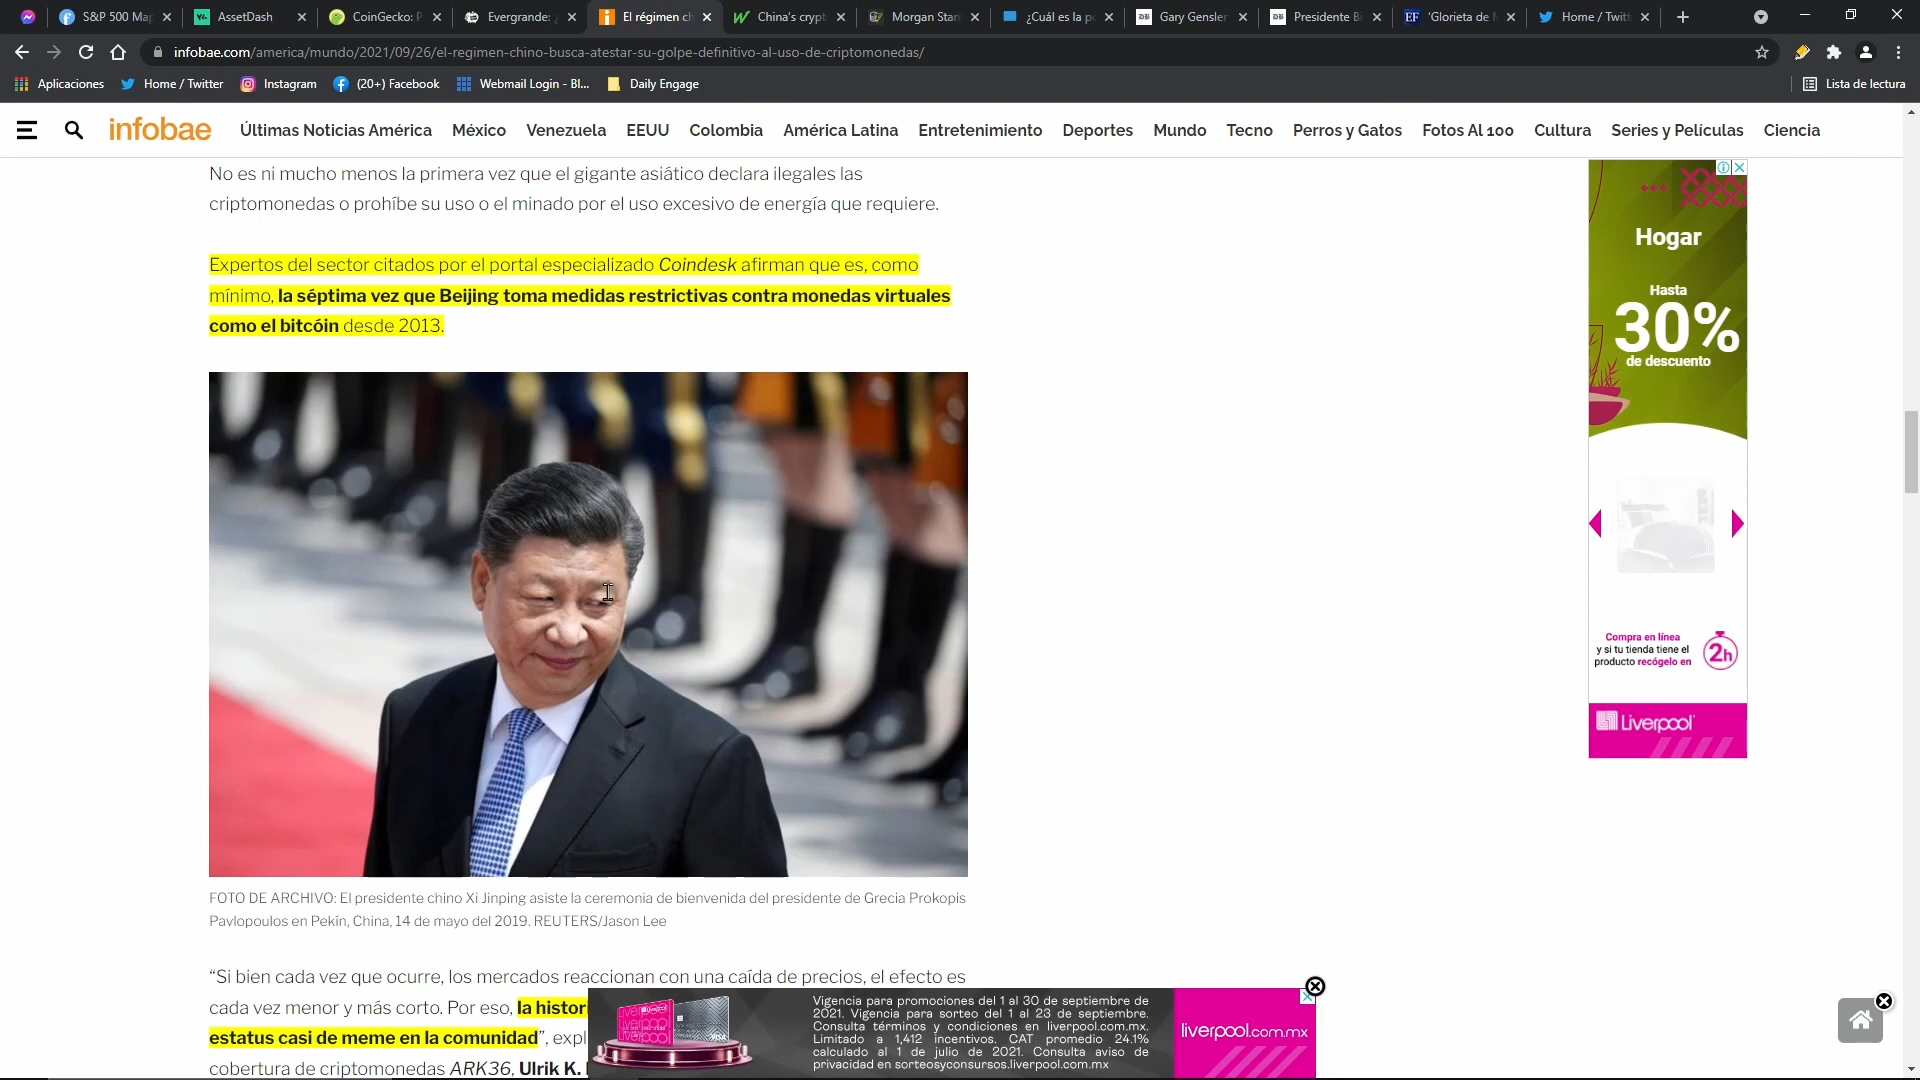 S&P 500 Map
AssetDash
CoinGecko: P
Evergrande: ¿
El régimen ch
China's crypt
Morgan Stan
¿Cuál es la p
Gary Gensler
Presidente Bi
'Glorieta de
Home / Twitt
infobae.com/america/mundo/2021/09/26/el-regimen-chino-busca-atestar-su-golpe-definitivo-al-uso-de-criptomonedas/
Aplicaciones
Home / Twitter
Instagram
(20+) Facebook
Webmail Login - Bl...
Daily Engage
Lista de lectura
infobae
Últimas Noticias América
México
Venezuela
EEUU
Colombia
América Latina
Entretenimiento
Deportes
Mundo
Tecno
Perros y Gatos
Fotos Al 100
Cultura
Series y Películas
Ciencia
No es ni mucho menos la primera vez que el gigante asiático declara ilegales las
criptomonedas o prohíbe su uso o el minado por el uso excesivo de energía que requiere.
Expertos del sector citados por el portal especializado Coindesk afirman que es, como
mínimo, la séptima vez que Beijing toma medidas restrictivas contra monedas virtuales
como el bitcóin desde 2013.
FOTO DE ARCHIVO: El presidente chino Xi Jinping asiste la ceremonia de bienvenida del presidente de Grecia Prokopis
Pavlopoulos en Pekín, China, 14 de mayo del 2019. REUTERS/Jason Lee
“Si bien cada vez que ocurre, los mercados reaccionan con una caída de precios, el efecto es
cada vez menor y más corto. Por eso, la histori
estatus casi de meme en la comunidad”, expl
cobertura de criptomonedas ARK36, Ulrik K.
Hogar
Hasta
30%
de descuento
Compra en línea
y si tu tienda tiene el
producto recógelo en
2h
Liverpool
Vigencia para promociones del 1 al 30 de septiembre de
2021. Vigencia para sorteo del 1 al 23 de septiembre.
Consulta términos y condiciones en liverpool.com.mx.
Limitado a 1,412 incentivos. CAT promedio 24.1%
calculado al 1 de julio de 2021. Consulta aviso de
privacidad en sorteosyconsursos.liverpool.com.mx
liverpool.com.mx